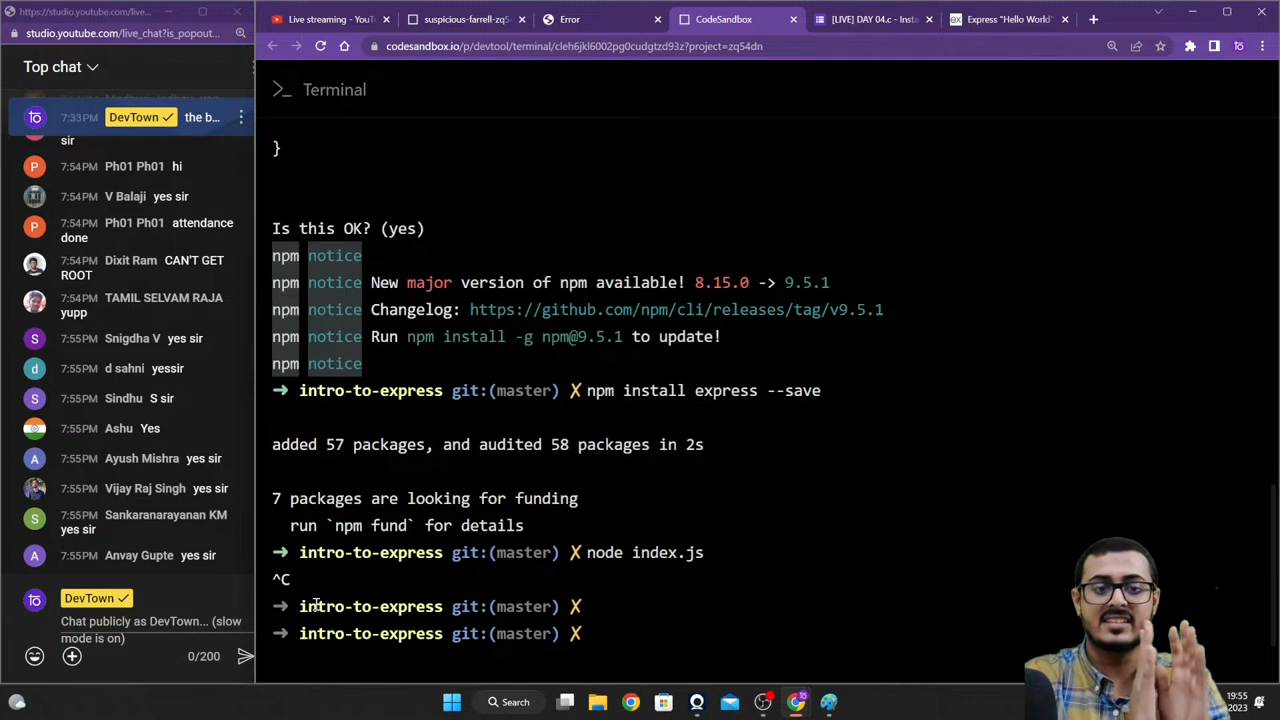 https://studio.youtube.com/live_chat?is_popout...
studio.youtube.com/live_chat?is_popout...
Top chat
7:33PM DevTown ✓ the b...
sir
7:54PM Ph01 Ph01 hi
7:54PM V Balaji yes sir
7:54PM Ph01 Ph01 attendance
done
7:54PM Dixit Ram CAN'T GET
ROOT
7:54PM TAMIL SELVAM RAJA
yupp
7:55PM Snigdha V yes sir
7:55PM d sahni yessir
7:55PM Sindhu S sir
7:55PM Ashu Yes
7:55PM Ayush Mishra yes sir
7:55PM Vijay Raj Singh yes sir
7:55PM Sankaranarayanan KM
yes sir
7:55PM Anvay Gupte yes sir
DevTown ✓
Chat publicly as DevTown... (slow
mode is on)
0/200
Live streaming - YouT
suspicious-farrell-zq5
Error
CodeSandbox
[LIVE] DAY 04.c - Insta
Express "Hello World"
codesandbox.io/p/devtool/terminal/cleh6jkl6002pg0cudgtzd93z?project=zq54dn
>_ Terminal
}
Is this OK? (yes)
npm notice
npm notice New major version of npm available! 8.15.0 -> 9.5.1
npm notice Changelog: https://github.com/npm/cli/releases/tag/v9.5.1
npm notice Run npm install -g npm@9.5.1 to update!
npm notice
➜ intro-to-express git:(master) ✗ npm install express --save
added 57 packages, and audited 58 packages in 2s
7 packages are looking for funding
run `npm fund` for details
➜ intro-to-express git:(master) ✗ node index.js
^C
➜ intro-to-express git:(master) ✗
➜ intro-to-express git:(master) ✗
Search
19:55
2023